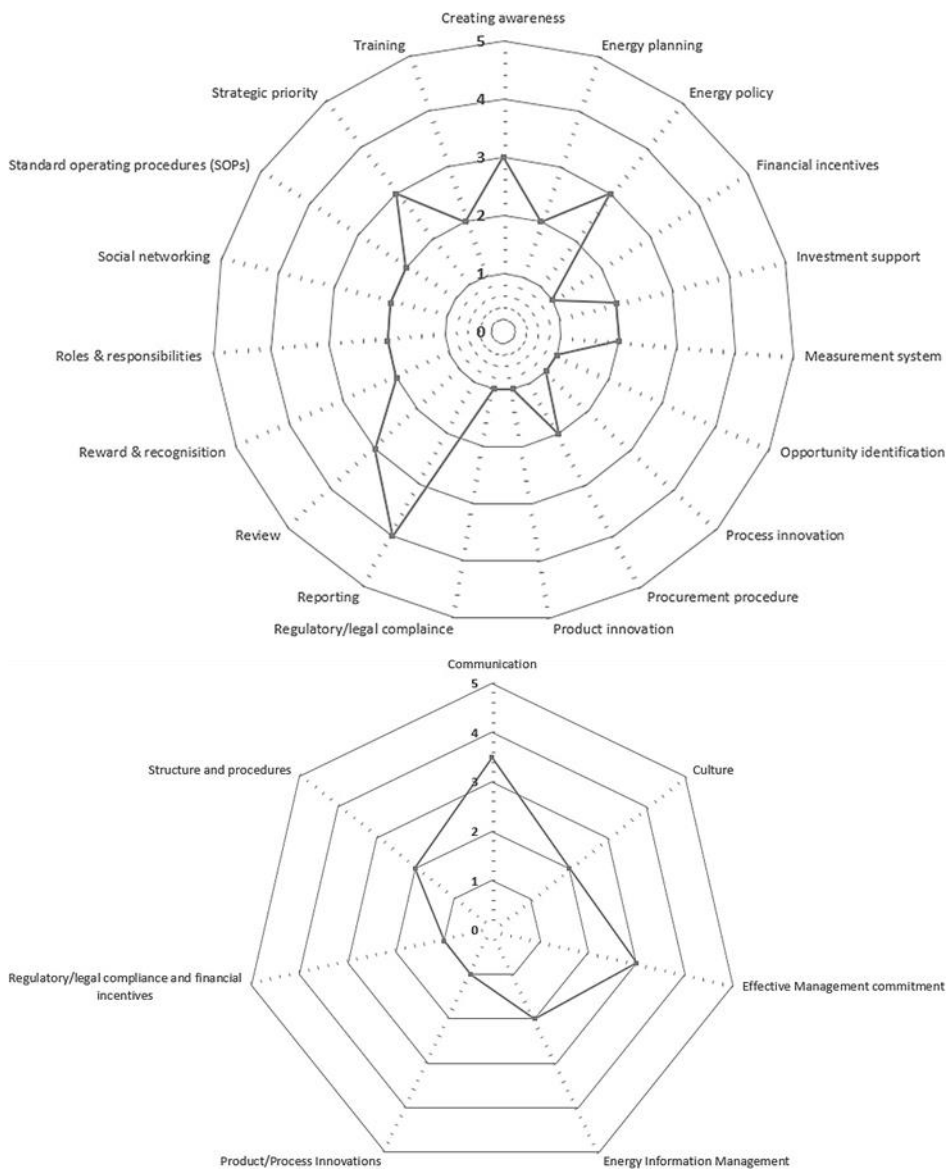 Creating awareness
Training
Energy planning
Strategic priority
Energy policy
Standard operating procedures (SOPs)
Financial incentives
Social networking
Investment support
Roles & responsibilities
Measurement system
Reward & recognisition
Opportunity identification
Review
Process innovation
Reporting
Procurement procedure
Regulatory/legal complaince
Product innovation
5
4
3
2
1
0
Communication
Structure and procedures
Culture
Regulatory/legal compliance and financial
incentives
Effective Management commitment
Product/Process Innovations
Energy Information Management
5
4
3
2
1
0